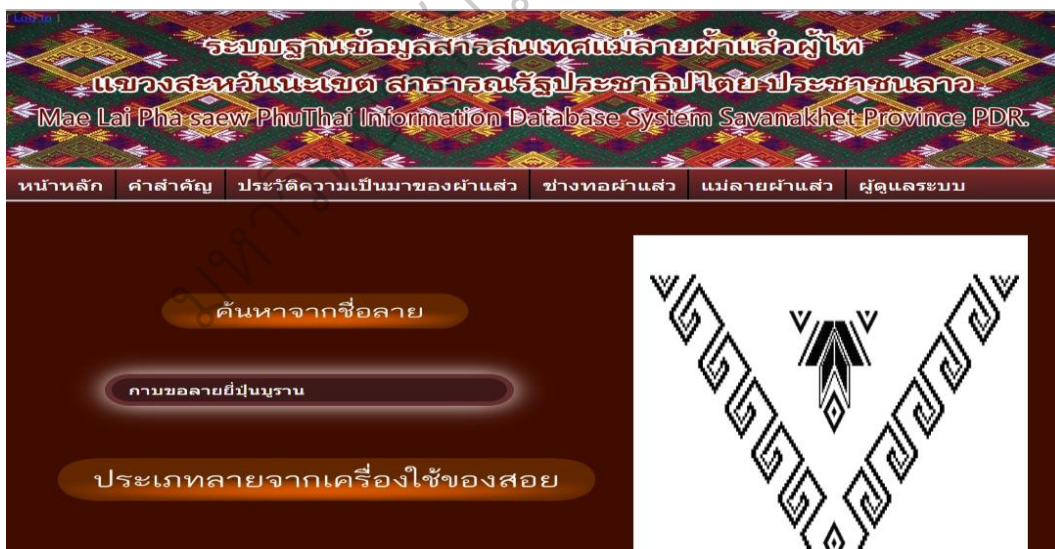 [ Log in ]
ระบบฐานข้อมูลสารสนเทศแม่ลายผ้าแส่วผู้ไท
แขวงสะหวันนะเขต สาธารณรัฐประชาธิปไตย ประชาชนลาว
Mae Lai Pha saew PhuThai Information Database System Savanakhet Province PDR.
หน้าหลัก คำสำคัญ ประวัติความเป็นมาของผ้าแส่ว ช่างทอผ้าแส่ว แม่ลายผ้าแส่ว ผู้ดูแลระบบ
ค้นหาจากชื่อลาย
กาบขอลายยี่ปุ่นบูราน
ประเภทลายจากเครื่องใช้ของสอย